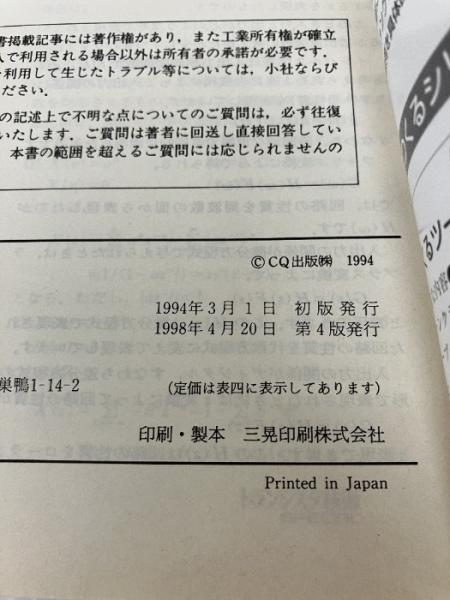 書掲載記事には著作権があり，また工業所有権が確立
人で利用される場合以外は所有者の承諾が必要です．
を利用して生じたトラブル等については，小社ならび
ださい．
の記述上で不明な点についてのご質問は，必ず往復
いたします．ご質問は著者に回送し直接回答してい
本書の範囲を超えるご質問には応じられませんの
©CQ出版㈱ 1994
1994年3月1日 初版発行
1998年4月20日 第4版発行
巣鴨1-14-2
(定価は表四に表示してあります)
印刷・製本 三晃印刷株式会社
Printed in Japan